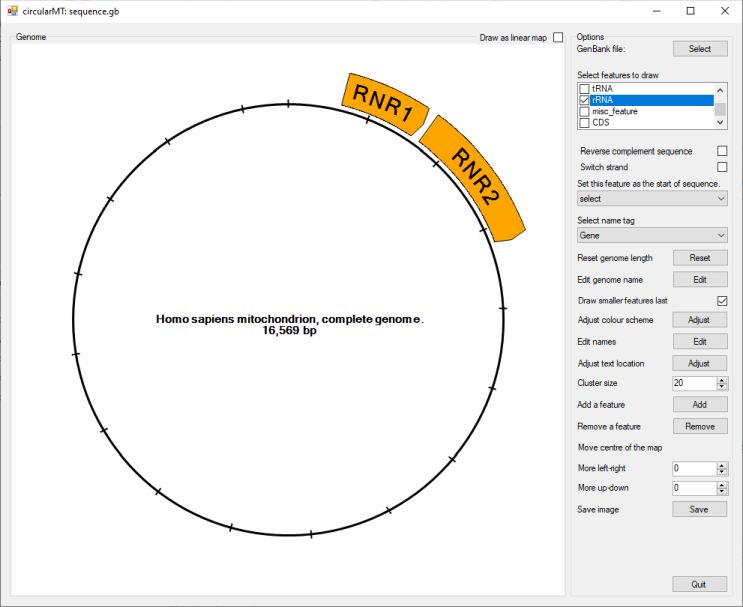 circularMT: sequence.gb
Genome
Draw as linear map
RNR1
RNR2
Homo sapiens mitochondrion, complete genome.
16,569 bp
Options
GenBank file:
Select
Select features to draw
tRNA
rRNA
misc_feature
CDS
Reverse complement sequence
Switch strand
Set this feature as the start of sequence.
select
Select name tag
Gene
Reset genome length
Reset
Edit genome name
Edit
Draw smaller features last
Adjust colour scheme
Adjust
Edit names
Edit
Adjust text location
Adjust
Cluster size
20
Add a feature
Add
Remove a feature
Remove
Move centre of the map
More left-right
0
More up-down
0
Save image
Save
Quit